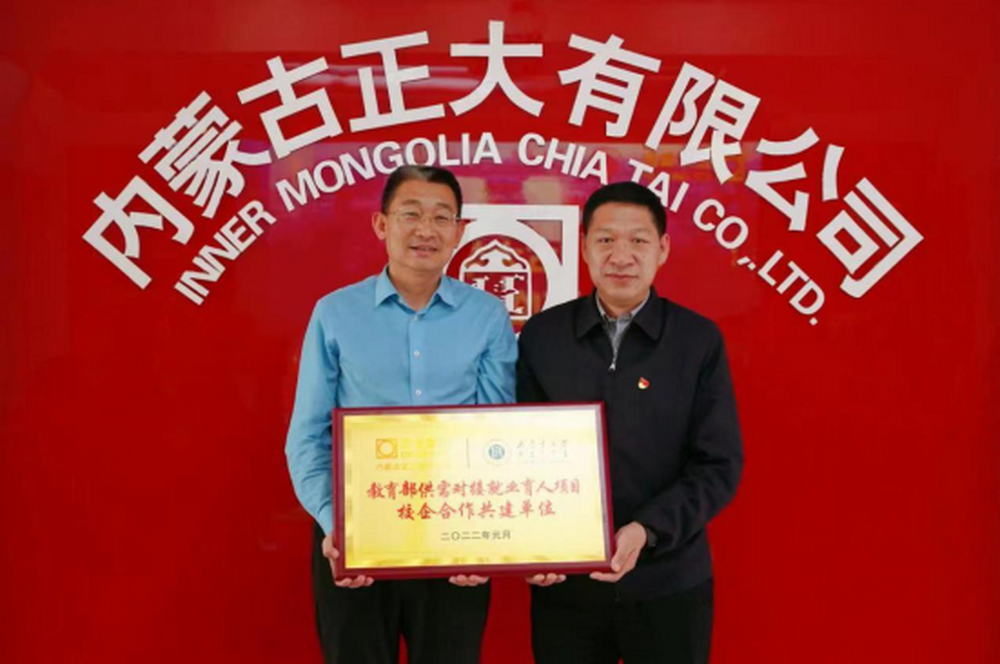 内蒙古正大有限公司
INNER MONGOLIA CHIA TAI CO,.LTD.
教育部供需对接就业育人项目
校企合作共建单位
二〇二二年元月